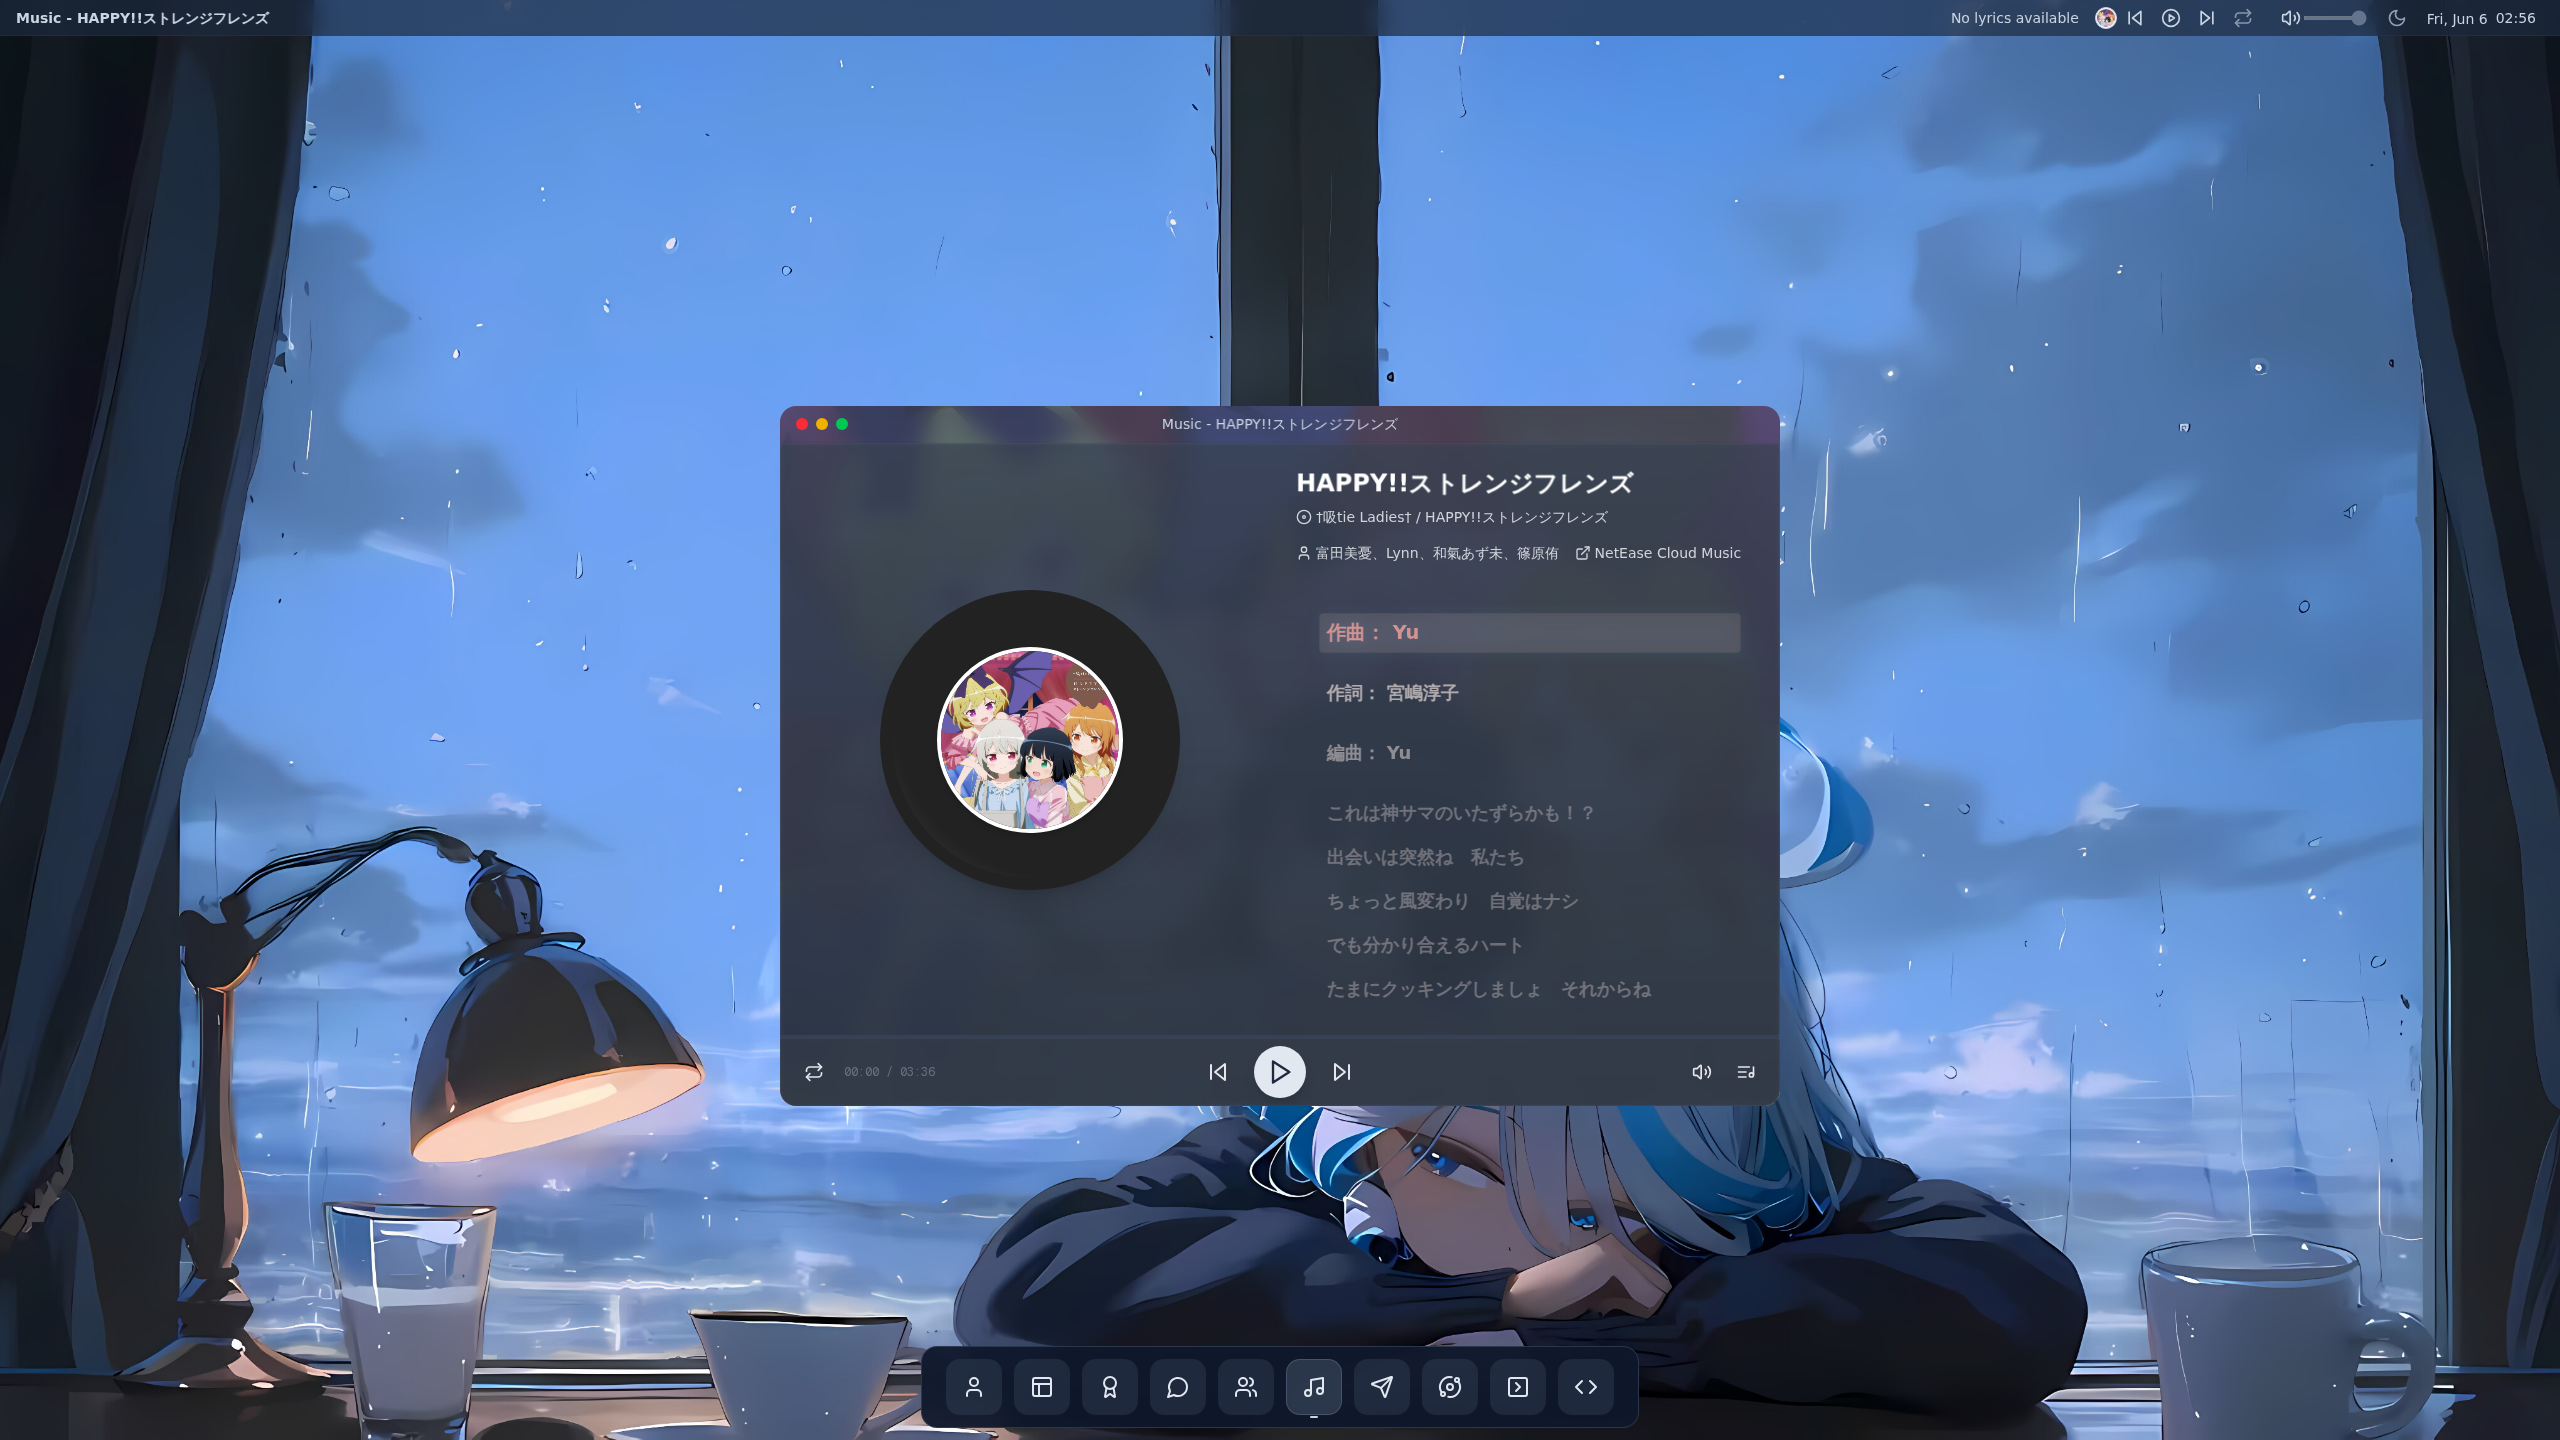 Music - HAPPY!!ストレンジフレンズ
No lyrics available
Fri, Jun 6 02:56
Music - HAPPY!!ストレンジフレンズ
HAPPY!!ストレンジフレンズ
†吸tie Ladies† / HAPPY!!ストレンジフレンズ
富田美憂、Lynn、和氣あず未、篠原侑 NetEase Cloud Music
作曲： Yu
作詞： 宮嶋淳子
編曲： Yu
これは神サマのいたずらかも！？
出会いは突然ね　私たち
ちょっと風変わり　自覚はナシ
でも分かり合えるハート
たまにクッキングしましょ　それからね
00:00 / 03:36